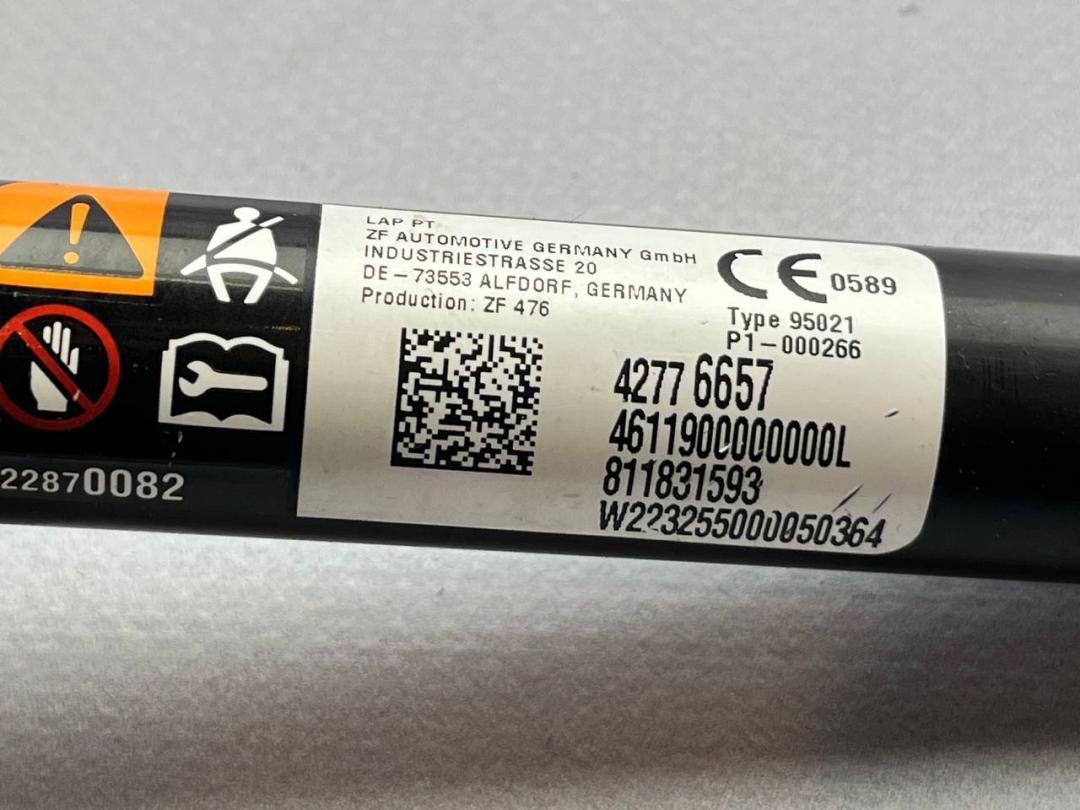 LAP PT
ZF AUTOMOTIVE GERMANY GmbH
INDUSTRIESTRASSE 20
DE-73553 ALFDORF, GERMANY
Production: ZF 476
CE 0589
Type 95021
P1-000266
4277 6657
4611900000000L
811831593
W223255000050364
22870082